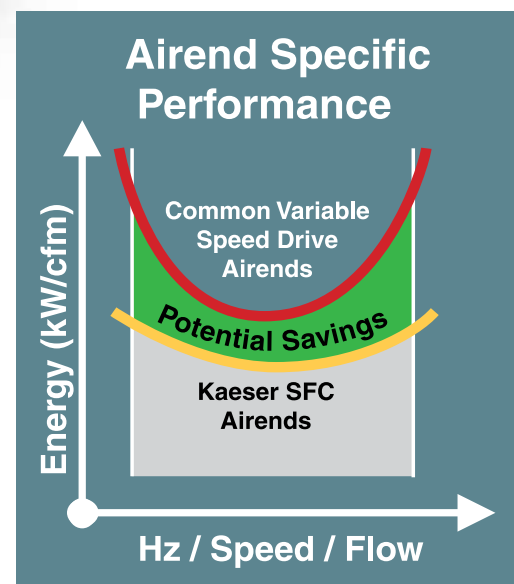 Airend Specific
Performance
Energy (kW/cfm)
Common Variable
Speed Drive
Airends
Potential Savings
Kaeser SFC
Airends
Hz / Speed / Flow